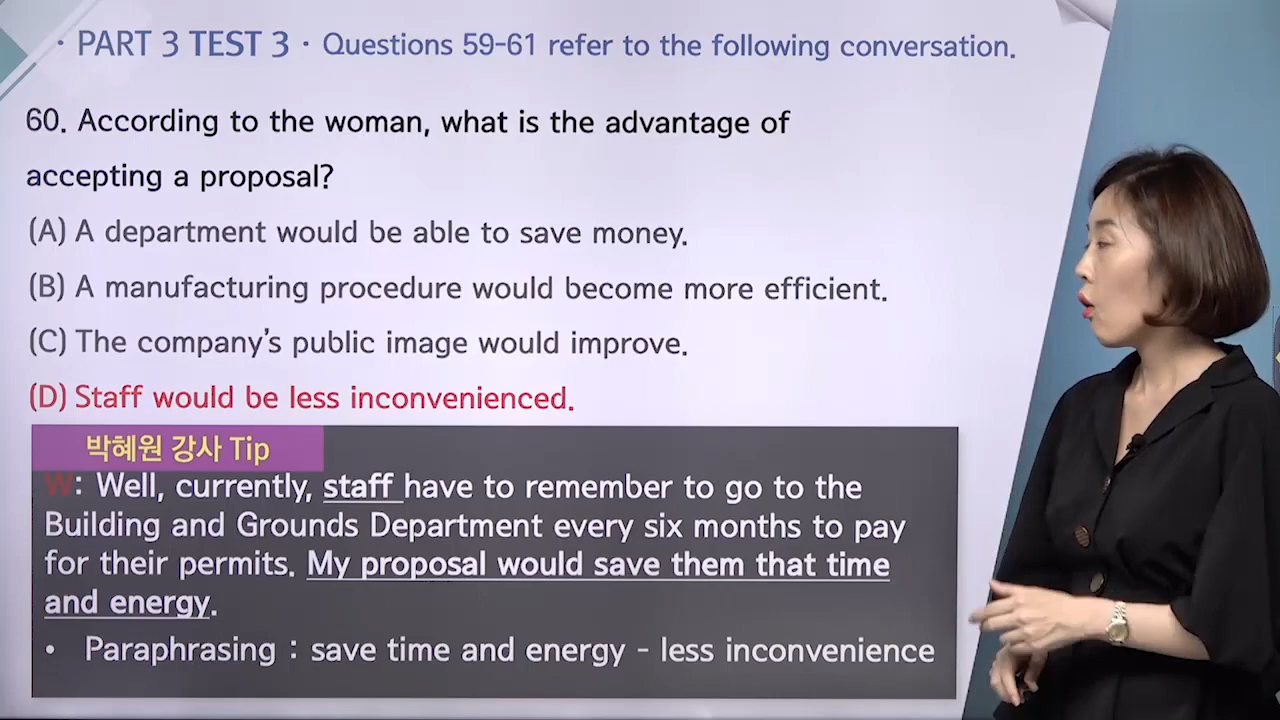 · PART 3 TEST 3 · Questions 59-61 refer to the following conversation.
60. According to the woman, what is the advantage of
accepting a proposal?
(A) A department would be able to save money.
(B) A manufacturing procedure would become more efficient.
(C) The company's public image would improve.
(D) Staff would be less inconvenienced.
박혜원 강사 Tip
W: Well, currently, staff have to remember to go to the
Building and Grounds Department every six months to pay
for their permits. My proposal would save them that time
and energy.
• Paraphrasing : save time and energy - less inconvenience